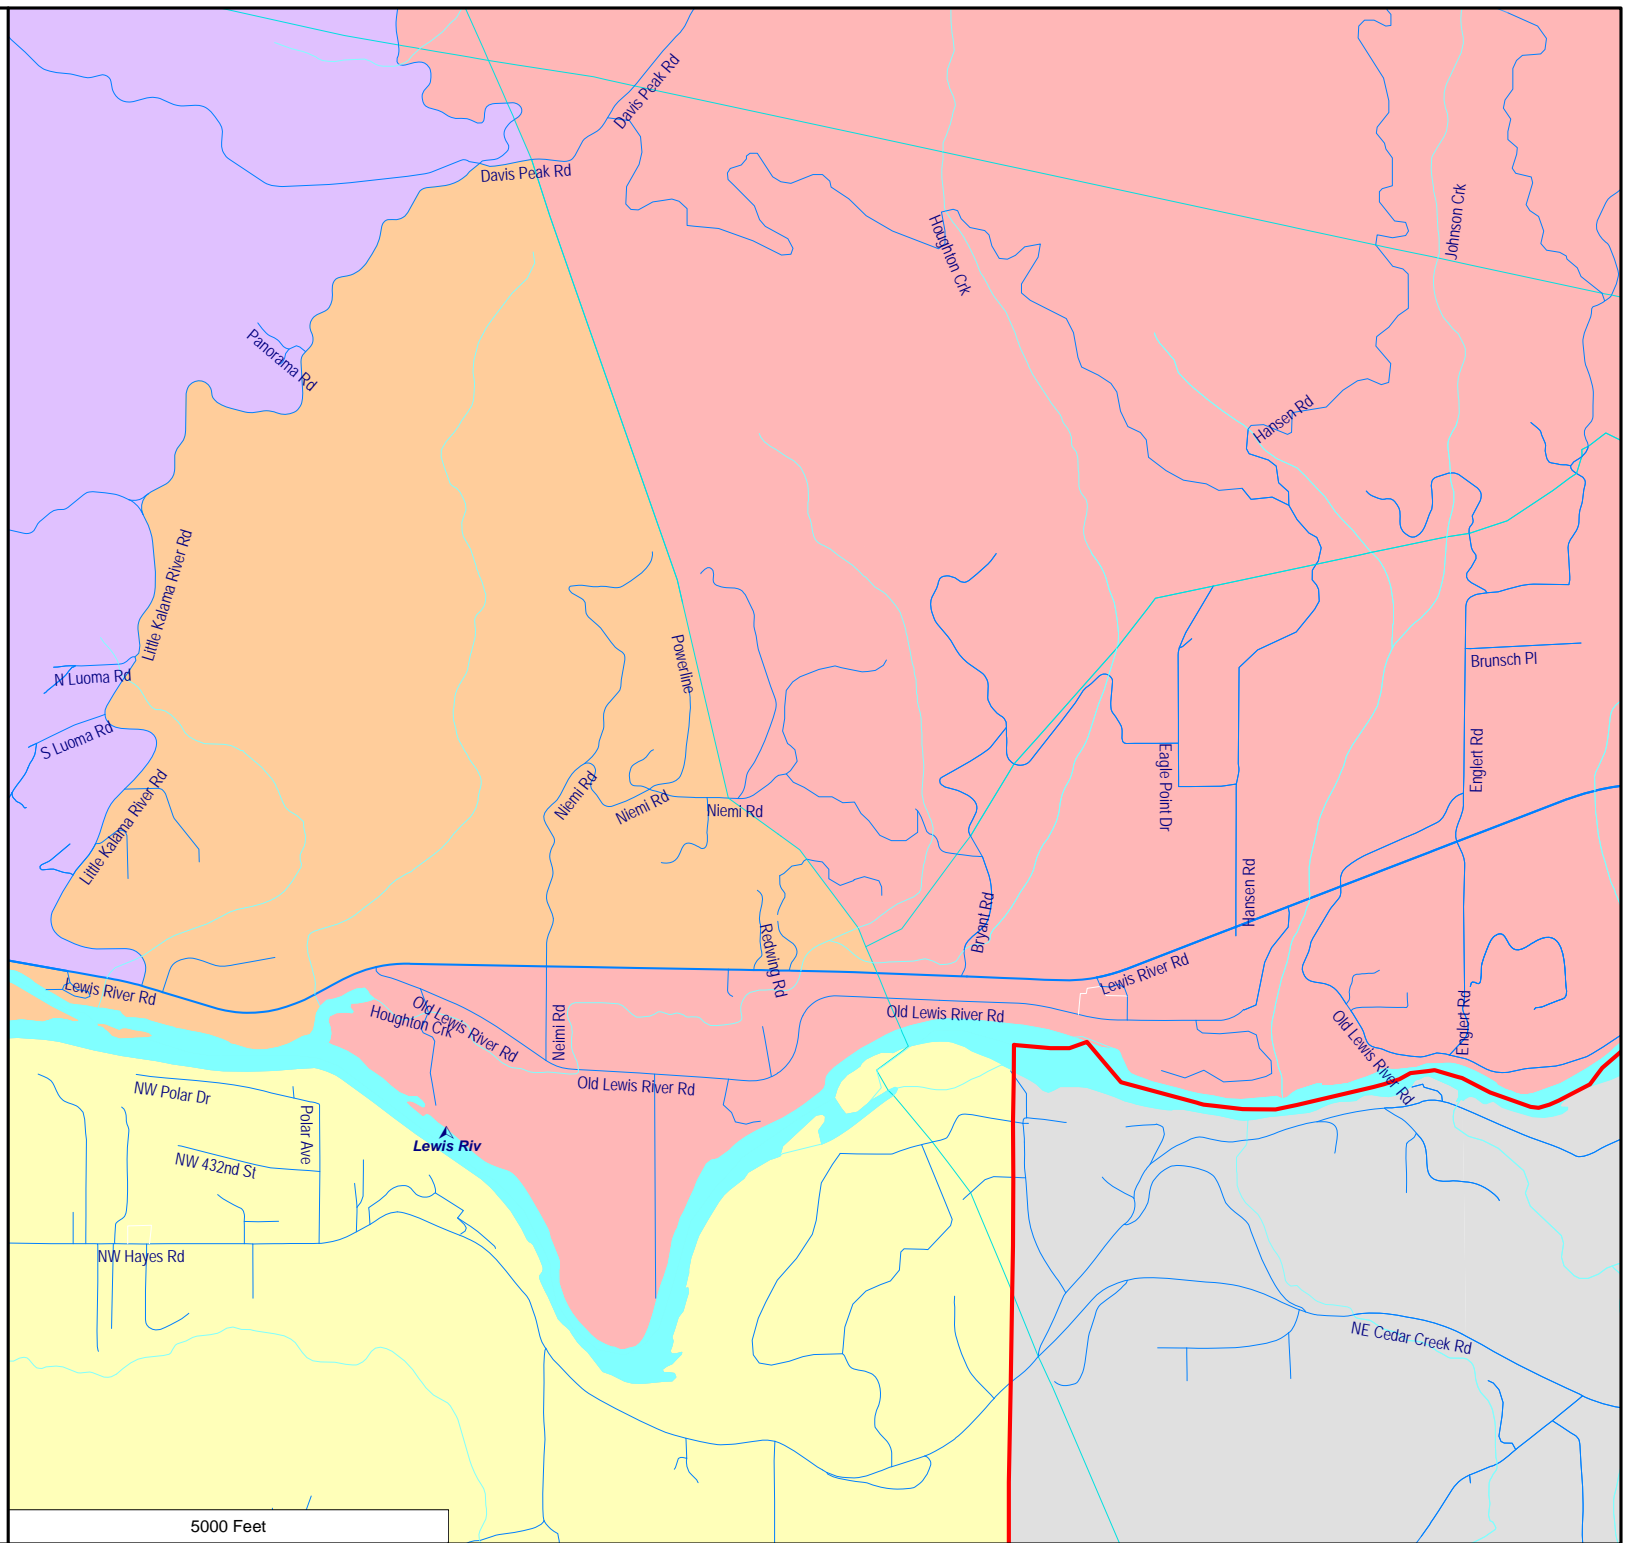 Davis Peak Rd
Davis Peak Rd
Houghton Crk
Johnson Crk
Panorama Rd
Hansen Rd
Little Kalama River Rd
N Luoma Rd
S Luoma Rd
Powerline
Brunsch Pl
Englert Rd
Eagle Point Dr
Little Kalama River Rd
Niemi Rd
Niemi Rd
Niemi Rd
Hansen Rd
Bryant Rd
Redwing Rd
Lewis River Rd
Lewis River Rd
Old Lewis River Rd
Houghton Crk
Neimi Rd
Old Lewis River Rd
Old Lewis River Rd
Englert Rd
Old Lewis River Rd
NW Polar Dr
Polar Ave
Lewis Riv
NW 432nd St
NW Hayes Rd
NE Cedar Creek Rd
5000 Feet